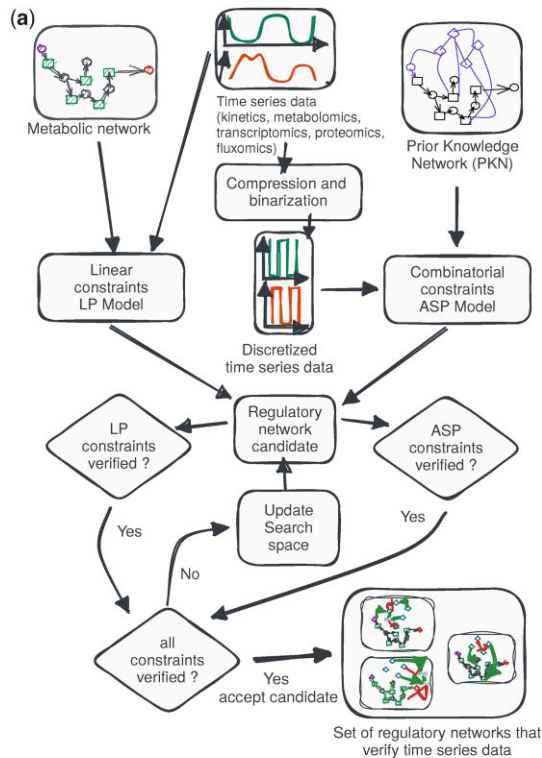 (a)
Metabolic network
Time series data
(kinetics, metabolomics,
transcriptomics, proteomics,
fluxomics)
Prior Knowledge
Network (PKN)
Compression and
binarization
Linear
constraints
LP Model
Combinatorial
constraints
ASP Model
Discretized
time series data
LP
constraints
verified ?
Regulatory
network
candidate
ASP
constraints
verified ?
Update
Search
space
Yes
Yes
No
all
constraints
verified ?
Yes
accept candidate
Set of regulatory networks that
verify time series data